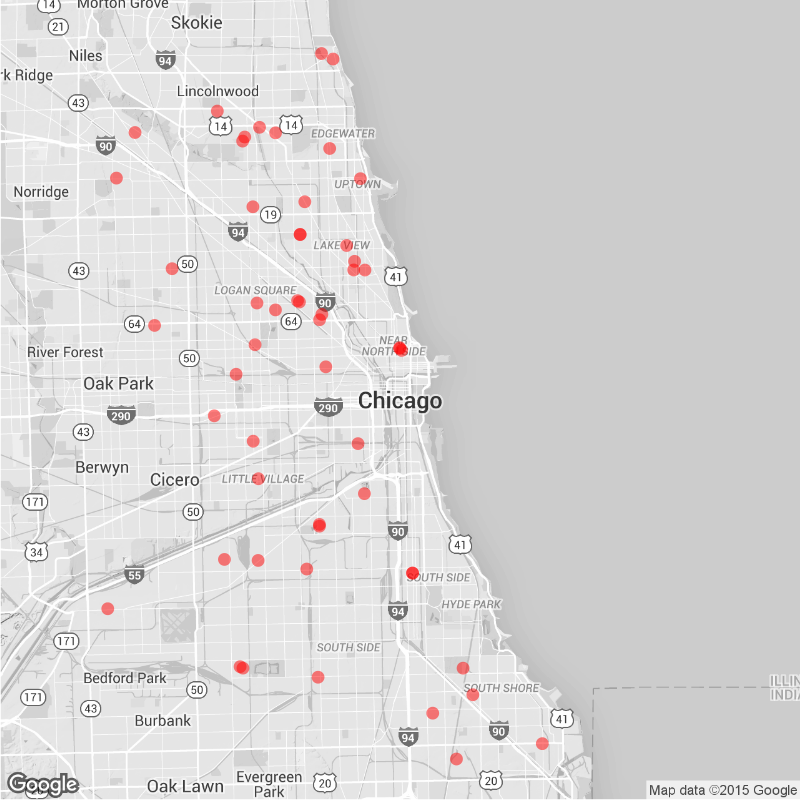 Morton Grove
14
21
Skokie
Niles
94
rk Ridge
Lincolnwood
43
14
14
EDGEWATER
90
UPTOWN
Norridge
19
94
LAKE VIEW
43
50
41
LOGAN SQUARE
90
64
64
NEAR
NORTH SIDE
River Forest
50
Oak Park
Chicago
290
290
43
Berwyn
Cicero
LITTLE VILLAGE
171
50
90
34
41
55
SOUTH SIDE
HYDE PARK
94
171
SOUTH SIDE
Bedford Park
ILLIN
INDIA
50
SOUTH SHORE
171
43
Burbank
41
90
94
Evergreen
Park
Oak Lawn
20
20
Google
Map data ©2015 Google